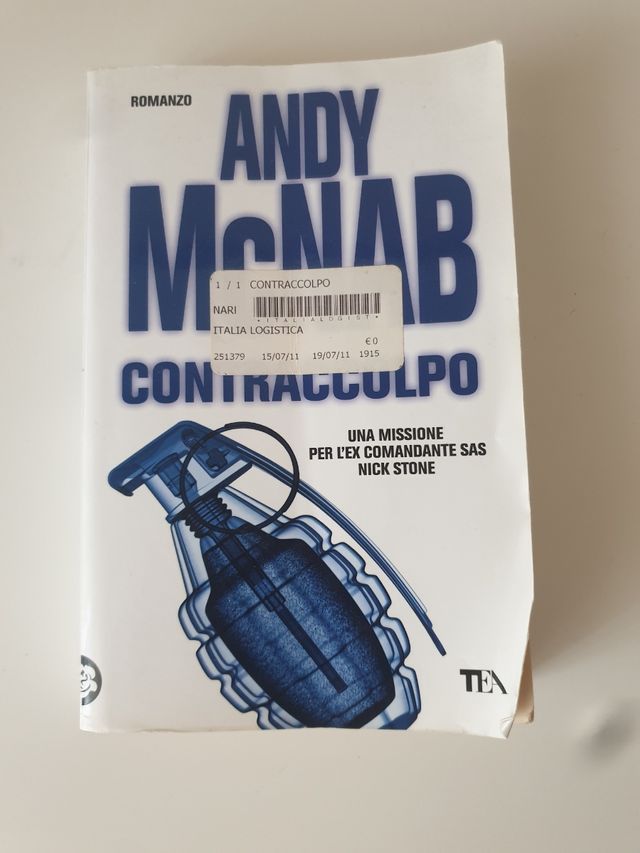 ROMANZO
ANDY
McNAB
1 / 1 CONTRACCOLPO
NARI
* I T A L I A L O G I S T *
ITALIA LOGISTICA
€ 0
251379 15/07/11 19/07/11 1915
CONTRACCOLPO
UNA MISSIONE
PER L'EX COMANDANTE SAS
NICK STONE
TEA